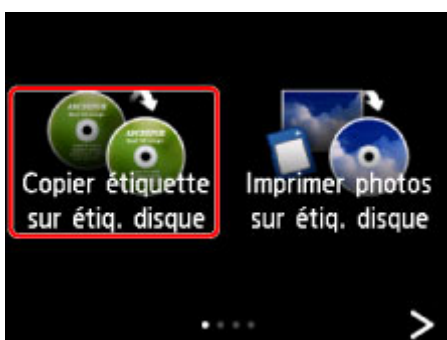 Copier étiquette
sur étiq. disque
Imprimer photos
sur étiq. disque